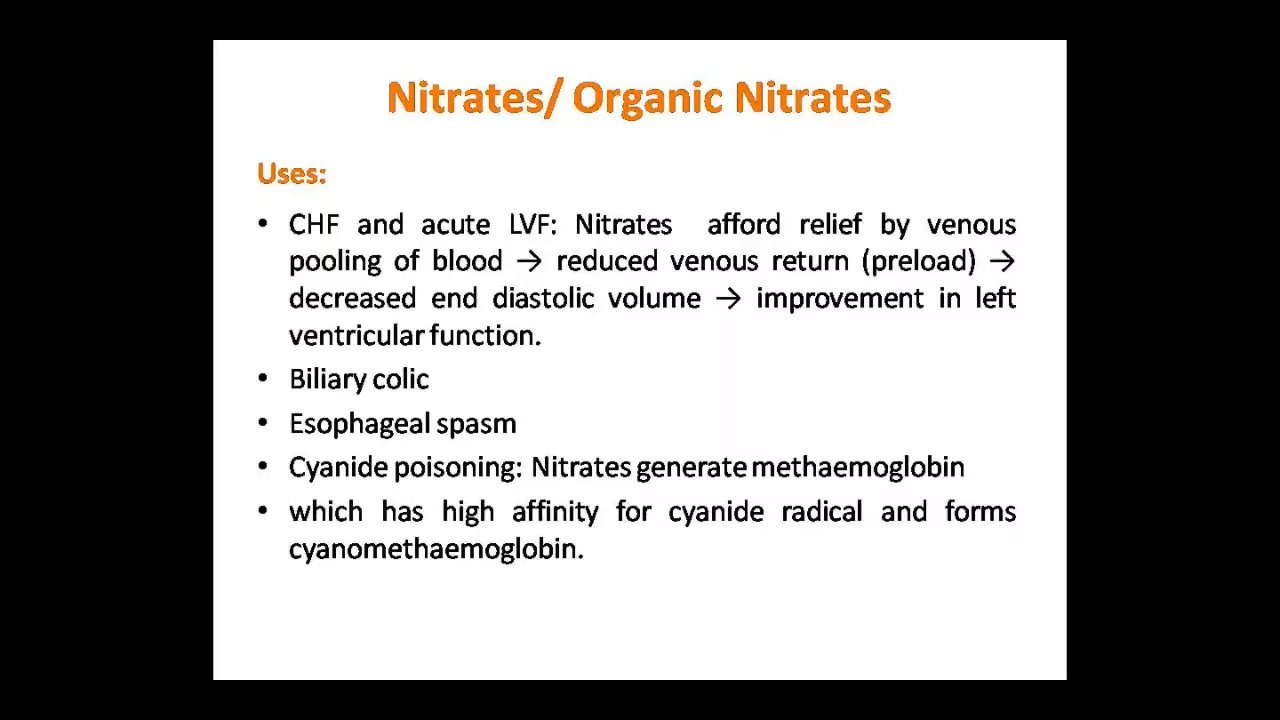 Nitrates/ Organic Nitrates
Uses:
• CHF and acute LVF: Nitrates afford relief by venous
pooling of blood → reduced venous return (preload) →
decreased end diastolic volume → improvement in left
ventricular function.
• Biliary colic
• Esophageal spasm
• Cyanide poisoning: Nitrates generate methaemoglobin
• which has high affinity for cyanide radical and forms
cyanomethaemoglobin.